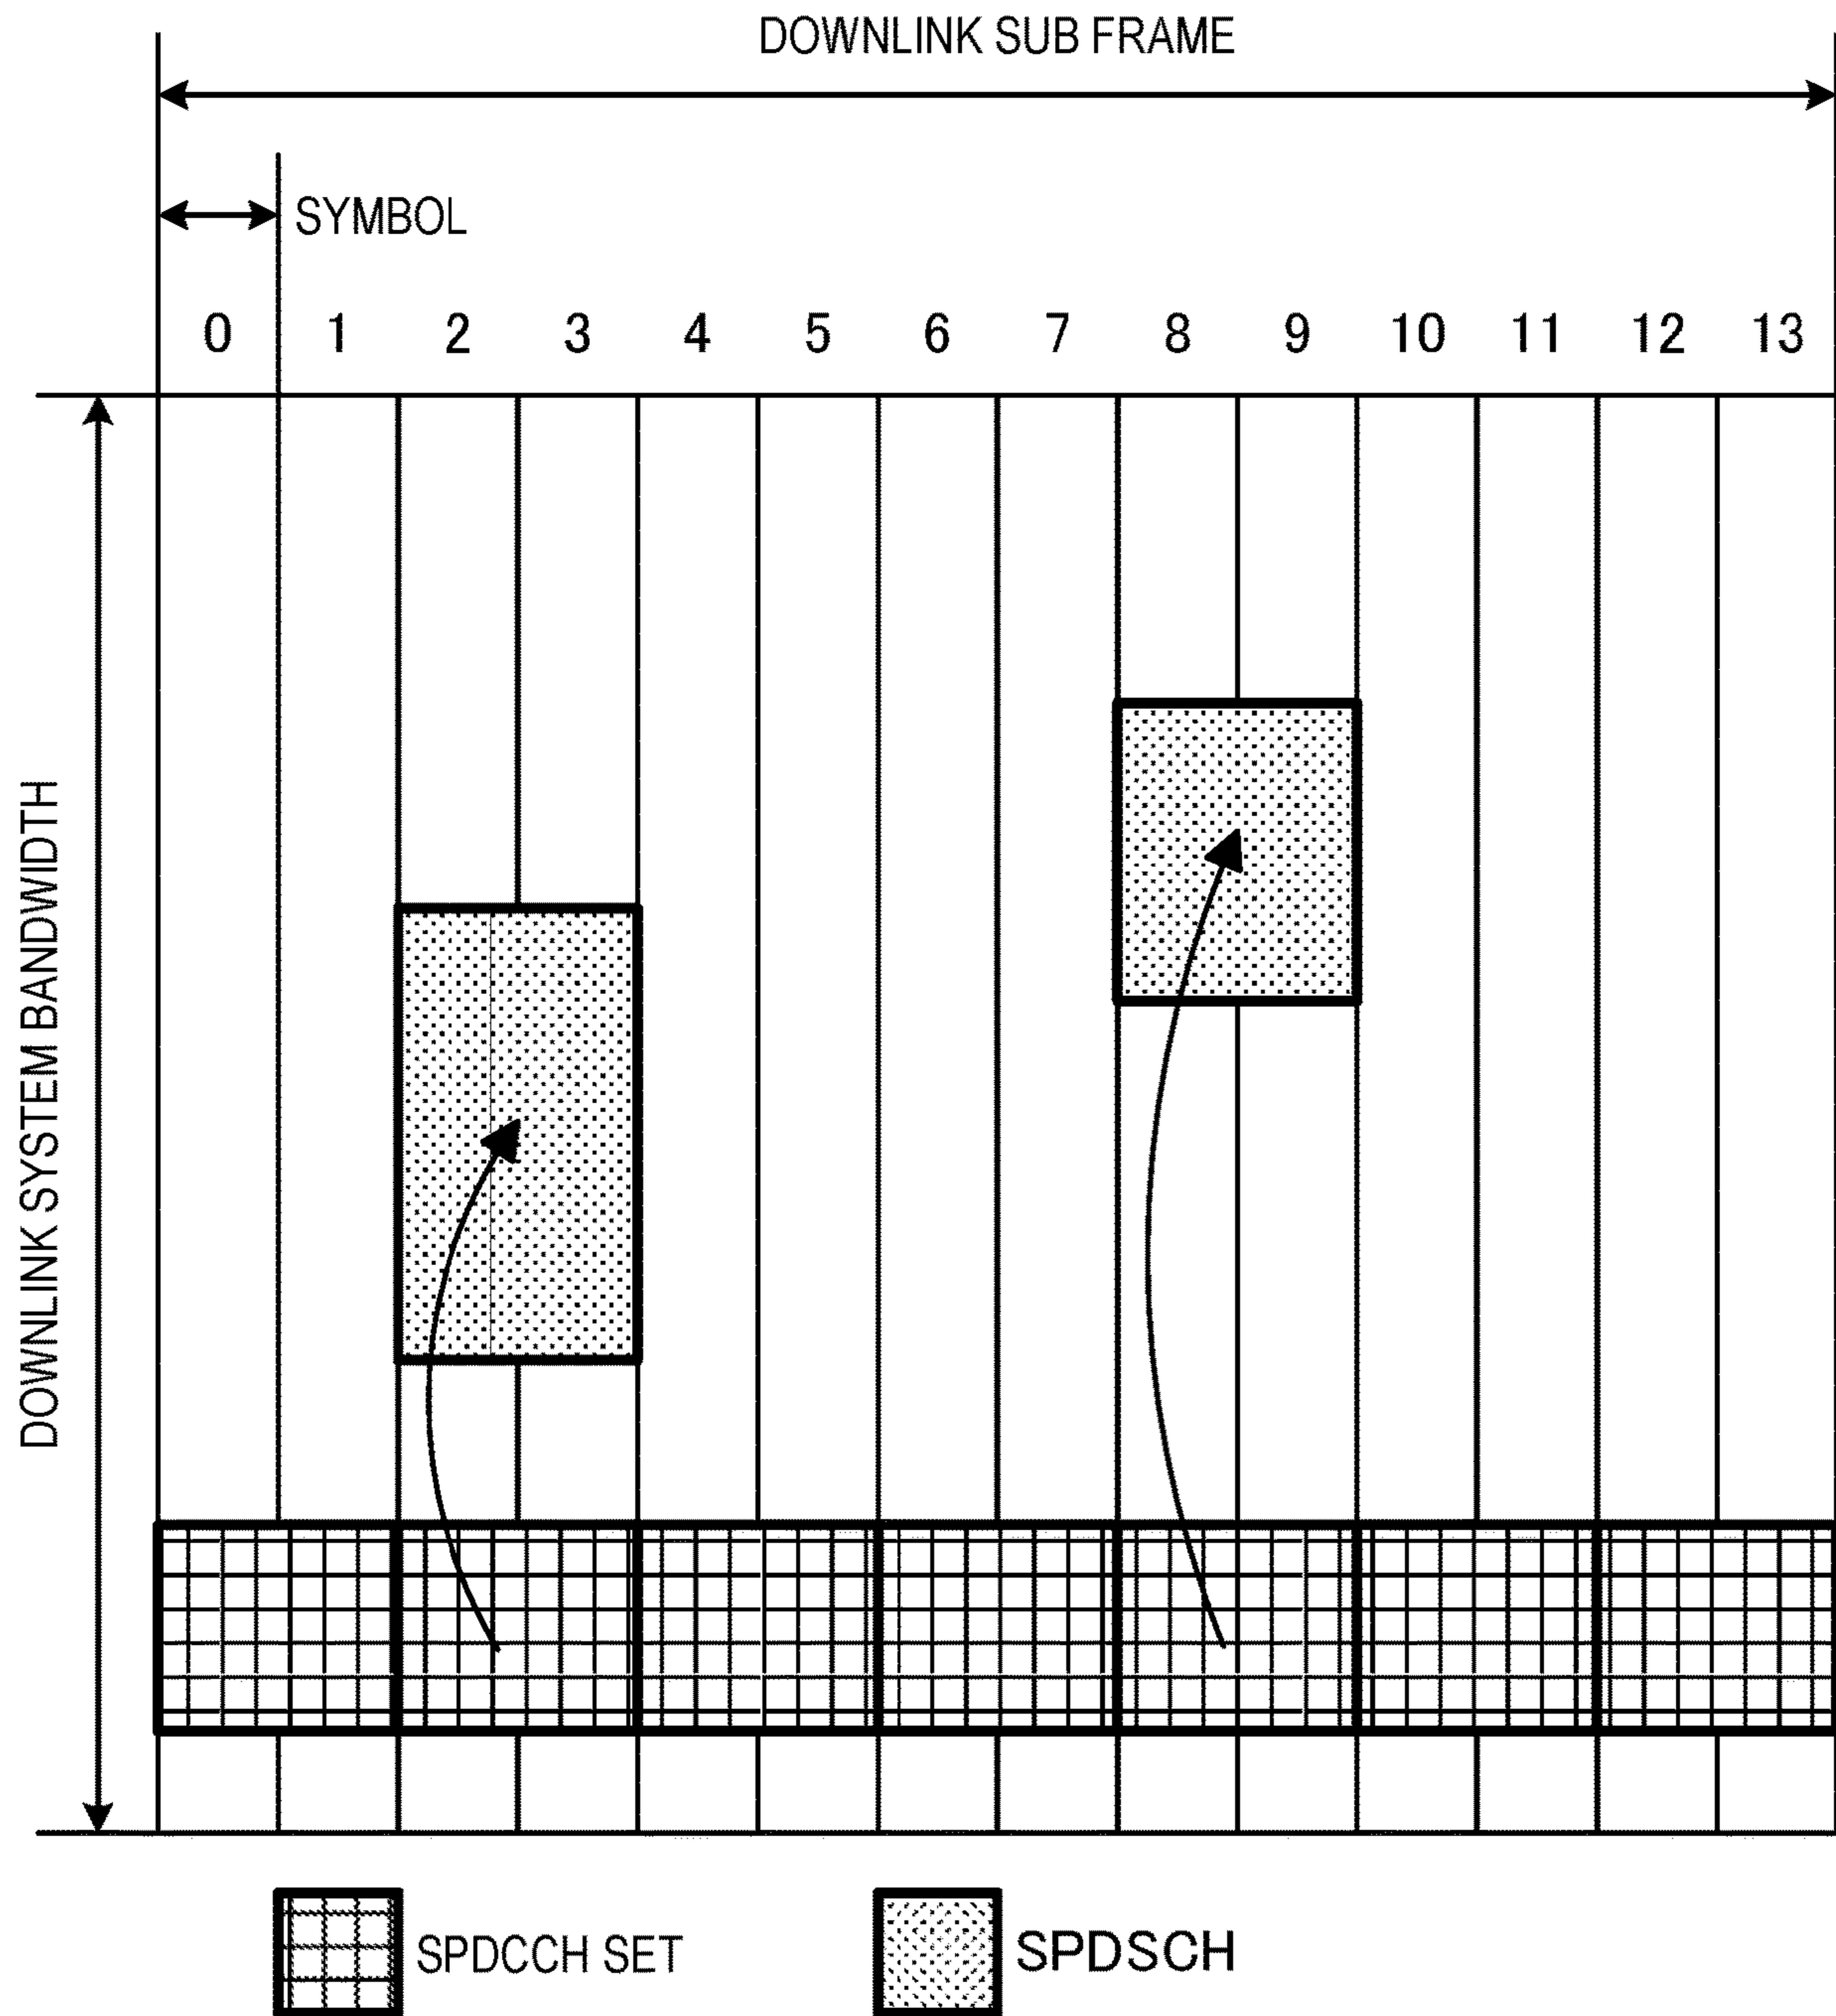 DOWNLINK SUB FRAME
SYMBOL
0 1 2 3 4 5 6 7 8 9 10 11 12 13
DOWNLINK SYSTEM BANDWIDTH
SPDCCH SET
SPDSCH